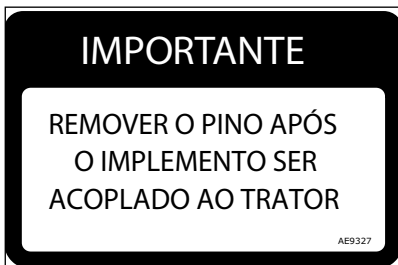 IMPORTANTE
REMOVER O PINO APÓS
O IMPLEMENTO SER
ACOPLADO AO TRATOR
AE9327